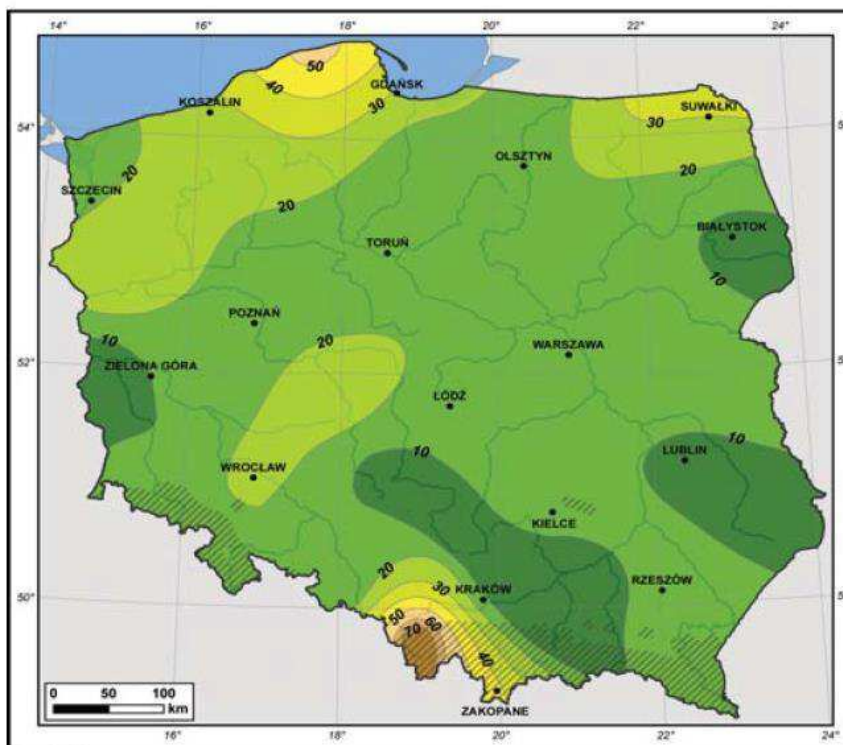 14° 16° 18° 20° 22° 24°
50
GDAŃSK
40
KOSZALIN
30
SUWAŁKI
30
54°
OLSZTYN
20
20
SZCZECIN
20
BIAŁYSTOK
TORUŃ
10
POZNAŃ
10
20
WARSZAWA
52°
ZIELONA GÓRA
ŁÓDŹ
10
10
LUBLIN
WROCŁAW
KIELCE
20
RZESZÓW
30
KRAKÓW
50°
50
60
70
40
0 50 100
km
ZAKOPANE
16° 18° 20° 22° 24°